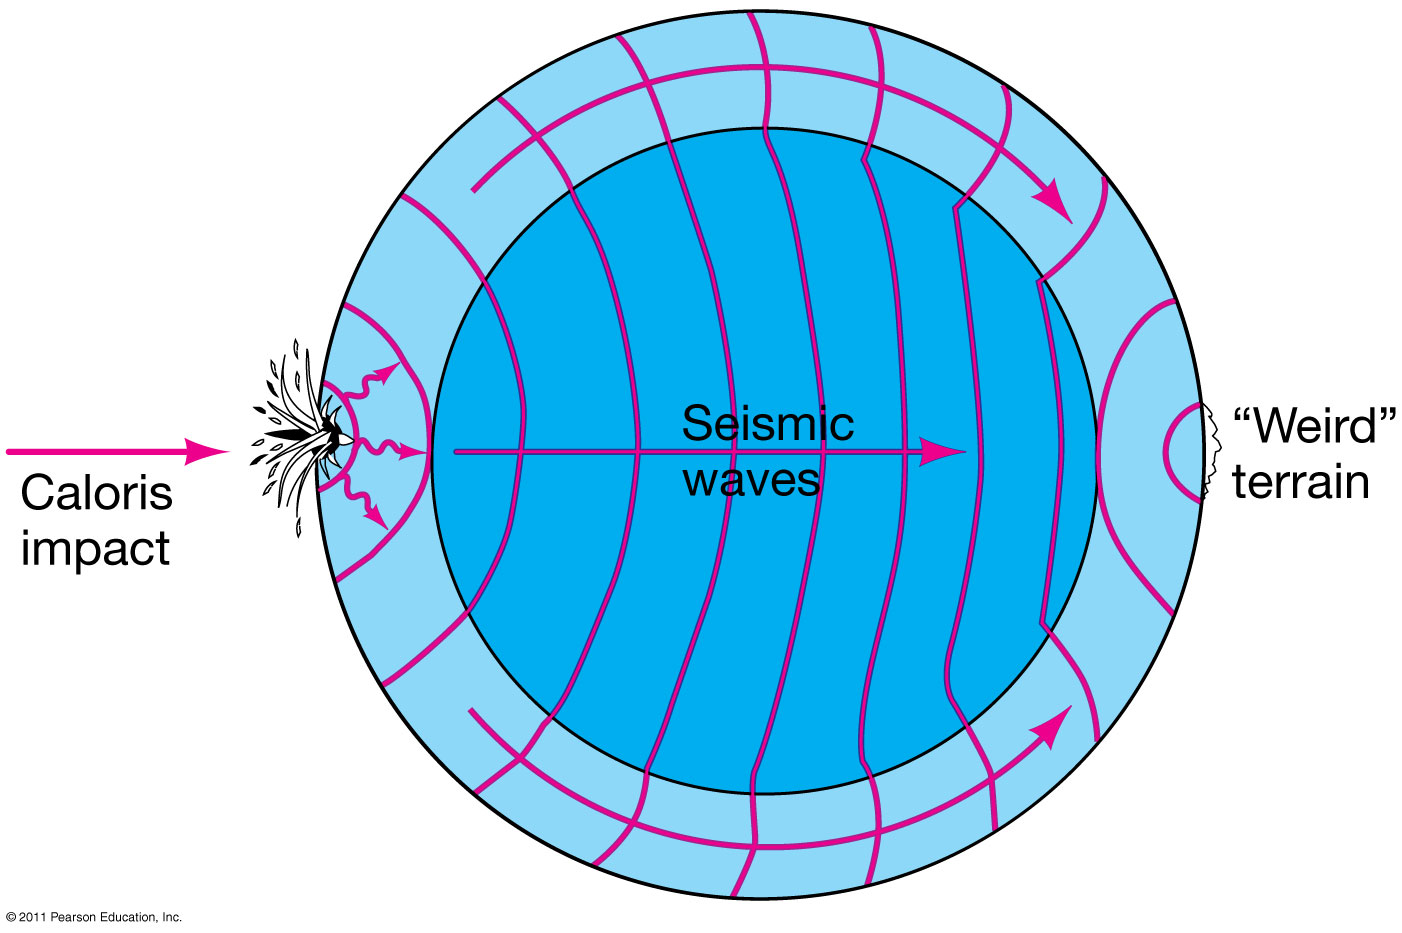 Caloris
impact
Seismic
waves
“Weird”
terrain
© 2011 Pearson Education, Inc.